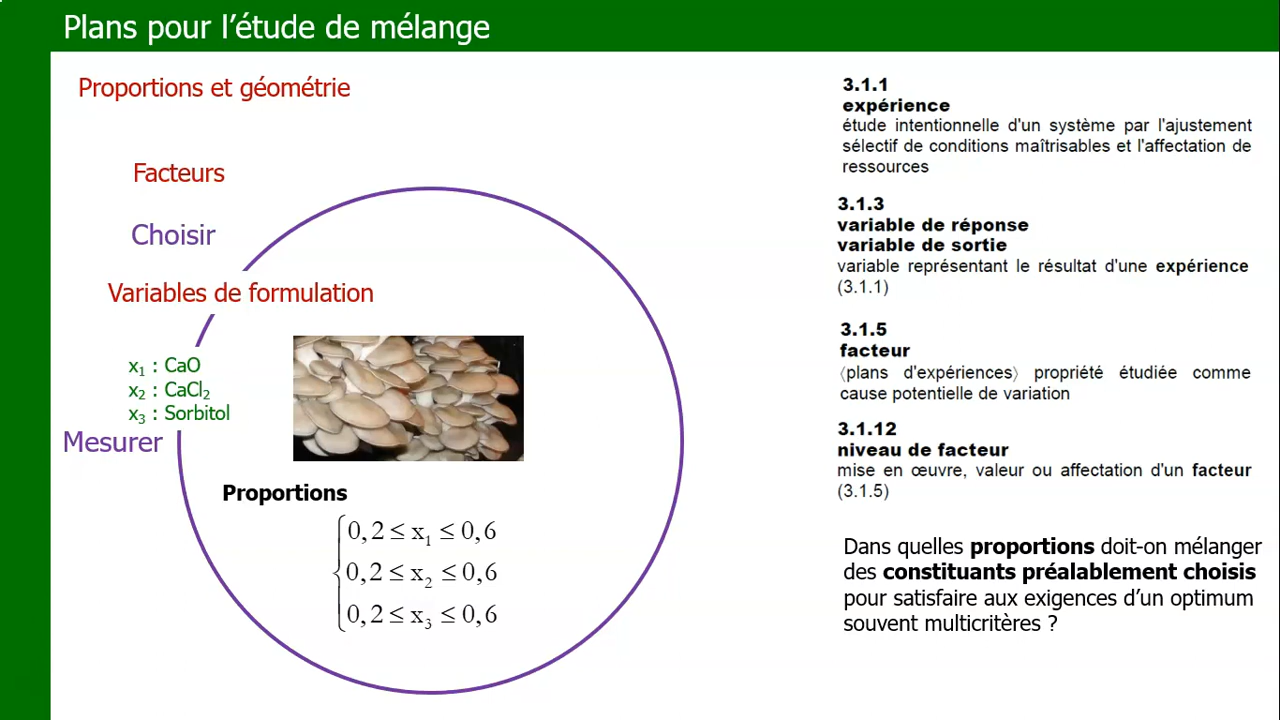 Plans pour l’étude de mélange
Proportions et géométrie
Facteurs
Choisir
Variables de formulation
x₁ : CaO
x₂ : CaCl₂
x₃ : Sorbitol
Mesurer
Proportions
0,2 ≤ x₁ ≤ 0,6
0,2 ≤ x₂ ≤ 0,6
0,2 ≤ x₃ ≤ 0,6
3.1.1
expérience
étude intentionnelle d'un système par l'ajustement
sélectif de conditions maîtrisables et l'affectation de
ressources
3.1.3
variable de réponse
variable de sortie
variable représentant le résultat d'une expérience
(3.1.1)
3.1.5
facteur
〈plans d'expériences〉 propriété étudiée comme
cause potentielle de variation
3.1.12
niveau de facteur
mise en œuvre, valeur ou affectation d'un facteur
(3.1.5)
Dans quelles proportions doit-on mélanger
des constituants préalablement choisis
pour satisfaire aux exigences d’un optimum
souvent multicritères ?